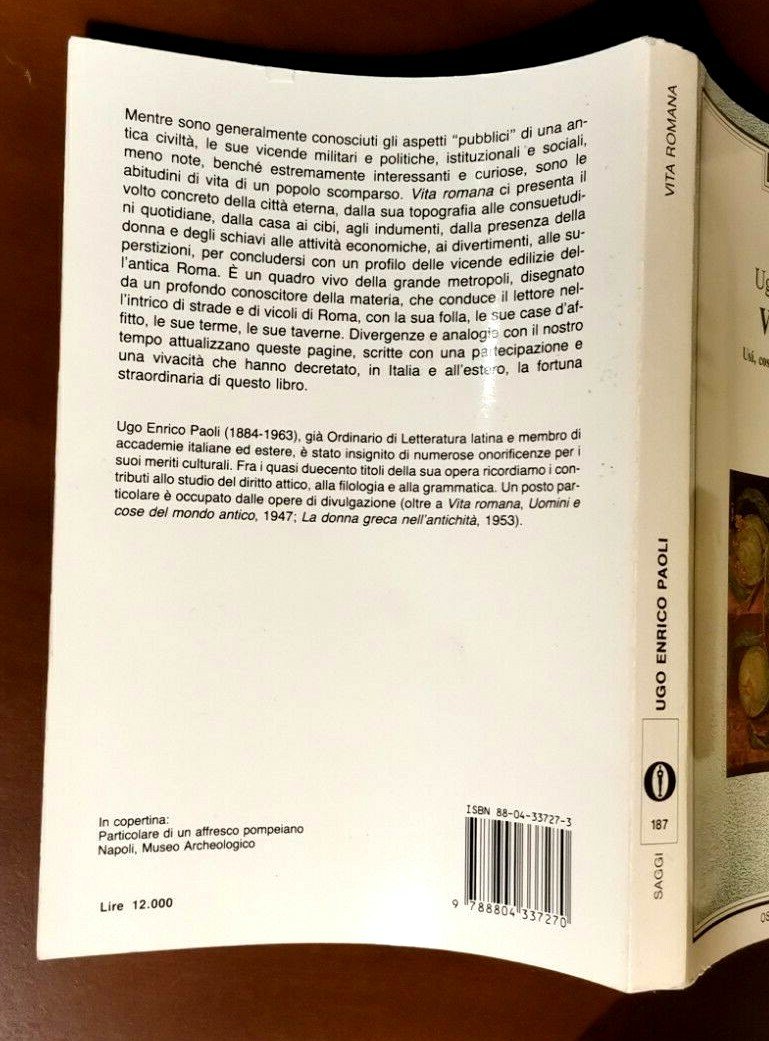 Mentre sono generalmente conosciuti gli aspetti "pubblici" di una an-
tica civiltà, le sue vicende militari e politiche, istituzionali e sociali,
meno note, benché estremamente interessanti e curiose, sono le
abitudini di vita di un popolo scomparso. Vita romana ci presenta il
volto concreto della città eterna, dalla sua topografia alle consuetudi-
ni quotidiane, dalla casa ai cibi, agli indumenti, dalla presenza della
donna e degli schiavi alle attività economiche, ai divertimenti, alle su-
perstizioni, per concludersi con un profilo delle vicende edilizie del-
l'antica Roma. È un quadro vivo della grande metropoli, disegnato
da un profondo conoscitore della materia, che conduce il lettore nel-
l'intrico di strade e di vicoli di Roma, con la sua folla, le sue case d'af-
fitto, le sue terme, le sue taverne. Divergenze e analogie con il nostro
tempo attualizzano queste pagine, scritte con una partecipazione e
una vivacità che hanno decretato, in Italia e all'estero, la fortuna
straordinaria di questo libro.
Ugo Enrico Paoli (1884-1963), già Ordinario di Letteratura latina e membro di
accademie italiane ed estere, è stato insignito di numerose onorificenze per i
suoi meriti culturali. Fra i quasi duecento titoli della sua opera ricordiamo i con-
tributi allo studio del diritto attico, alla filologia e alla grammatica. Un posto par-
ticolare è occupato dalle opere di divulgazione (oltre a Vita romana, Uomini e
cose del mondo antico, 1947; La donna greca nell'antichità, 1953).
In copertina:
Particolare di un affresco pompeiano
Napoli, Museo Archeologico
Lire 12.000
ISBN 88-04-33727-3
9 788804 337270
VITA ROMANA
UGO ENRICO PAOLI
187
SAGGI
Ug
V
Usi, cos
OS